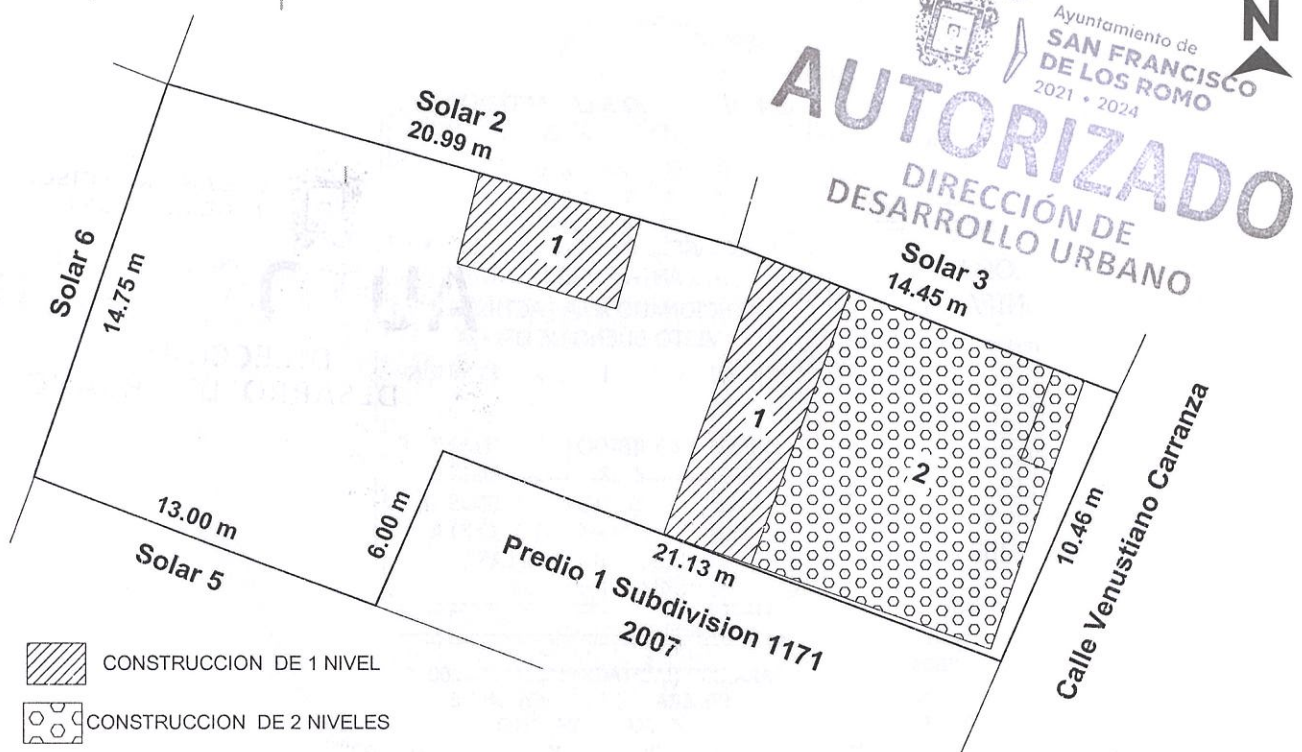 Ayuntamiento de
SAN FRANCISCO
DE LOS ROMO
2021 • 2024
AUTORIZADO
DIRECCIÓN DE
DESARROLLO URBANO
N
Solar 2
20.99 m
Solar 3
14.45 m
Solar 6
14.75 m
1
1
2
13.00 m
Solar 5
6.00 m
21.13 m
Predio 1 Subdivision 1171
2007
10.46 m
Calle Venustiano Carranza
CONSTRUCCION DE 1 NIVEL
CONSTRUCCION DE 2 NIVELES